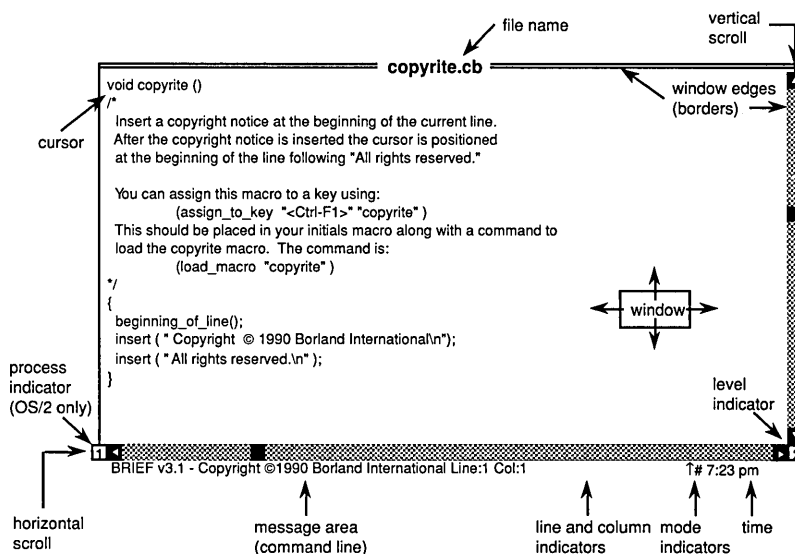 file name
vertical
scroll
copyrite.cb
window edges
(borders)
cursor
void copyrite ()
/*
Insert a copyright notice at the beginning of the current line.
After the copyright notice is inserted the cursor is positioned
at the beginning of the line following "All rights reserved."
You can assign this macro to a key using:
(assign_to_key "<Ctrl-F1>" "copyrite" )
This should be placed in your initials macro along with a command to
load the copyrite macro. The command is:
(load_macro "copyrite" )
*/
{
beginning_of_line();
insert ( " Copyright © 1990 Borland International\n");
insert ( " All rights reserved.\n" );
}
window
process
indicator
(OS/2 only)
level
indicator
1
BRIEF v3.1 - Copyright ©1990 Borland International Line:1 Col:1
↑# 7:23 pm
horizontal
scroll
message area
(command line)
line and column
indicators
mode
indicators
time